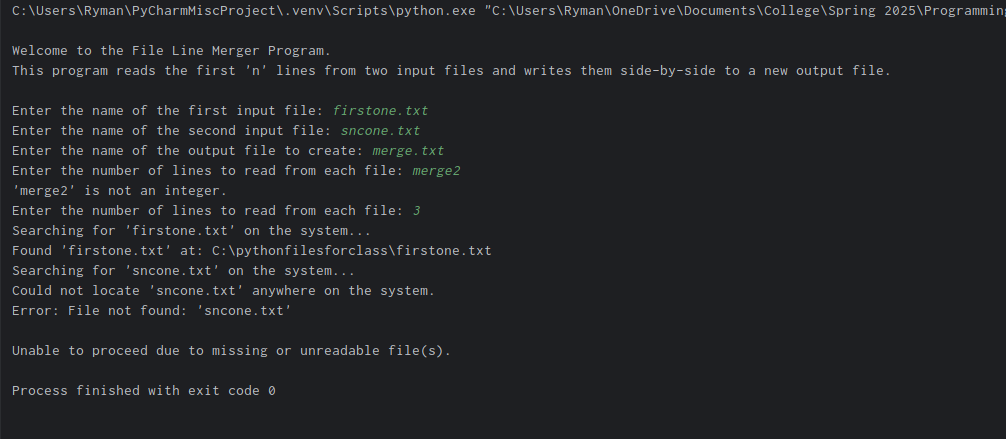 C:\Users\Ryman\PyCharmMiscProject\.venv\Scripts\python.exe "C:\Users\Ryman\OneDrive\Documents\College\Spring 2025\Programming
Welcome to the File Line Merger Program.
This program reads the first 'n' lines from two input files and writes them side-by-side to a new output file.
Enter the name of the first input file: firstone.txt
Enter the name of the second input file: sncone.txt
Enter the name of the output file to create: merge.txt
Enter the number of lines to read from each file: merge2
'merge2' is not an integer.
Enter the number of lines to read from each file: 3
Searching for 'firstone.txt' on the system...
Found 'firstone.txt' at: C:\pythonfilesforclass\firstone.txt
Searching for 'sncone.txt' on the system...
Could not locate 'sncone.txt' anywhere on the system.
Error: File not found: 'sncone.txt'
Unable to proceed due to missing or unreadable file(s).
Process finished with exit code 0